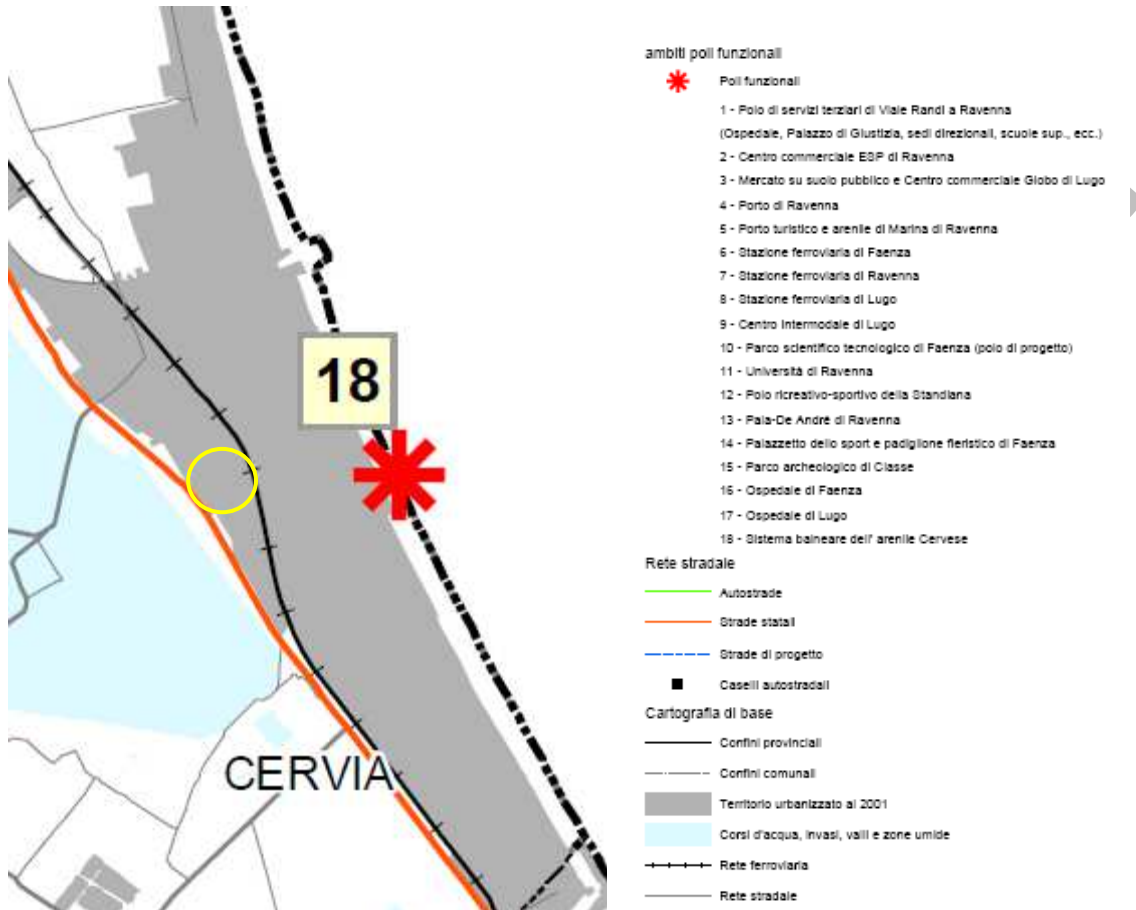 18
CERVIA
ambiti poli funzionali
Poli funzionali
1 - Polo di servizi terziari di Viale Randi a Ravenna
(Ospedale, Palazzo di Giustizia, sedi direzionali, scuole sup., ecc.)
2 - Centro commerciale ESP di Ravenna
3 - Mercato su suolo pubblico e Centro commerciale Globo di Lugo
4 - Porto di Ravenna
5 - Porto turistico e arenile di Marina di Ravenna
6 - Stazione ferroviaria di Faenza
7 - Stazione ferroviaria di Ravenna
8 - Stazione ferroviaria di Lugo
9 - Centro Intermodale di Lugo
10 - Parco scientifico tecnologico di Faenza (polo di progetto)
11 - Università di Ravenna
12 - Polo ricreativo-sportivo della Standiana
13 - Pala-De Andrè di Ravenna
14 - Palazzetto dello sport e padiglione fieristico di Faenza
15 - Parco archeologico di Classe
16 - Ospedale di Faenza
17 - Ospedale di Lugo
18 - Sistema balneare dell' arenile Cervese
Rete stradale
Autostrade
Strade statali
Strade di progetto
Caselli autostradali
Cartografia di base
Confini provinciali
Confini comunali
Territorio urbanizzato al 2001
Corsi d'acqua, invasi, valli e zone umide
Rete ferroviaria
Rete stradale